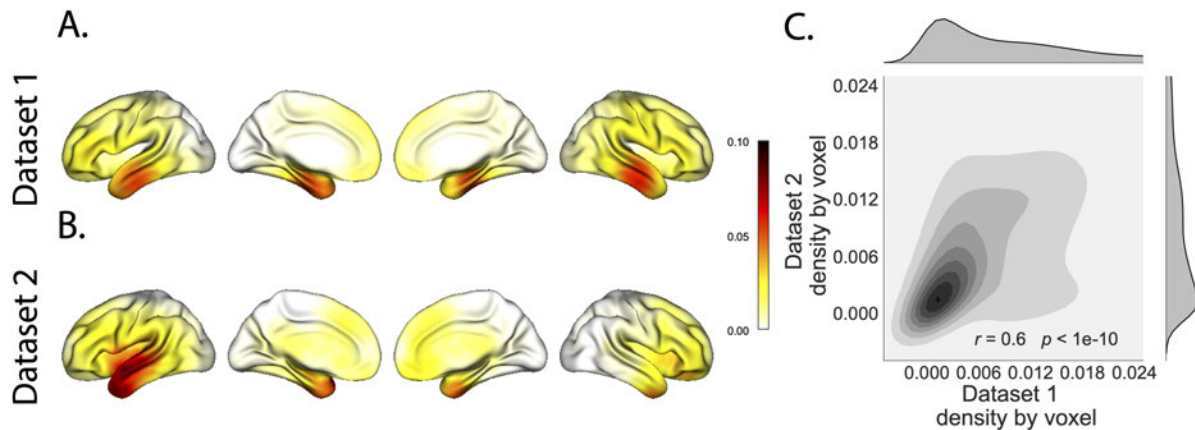 A.
Dataset 1
B.
Dataset 2
0.10
0.05
0.00
C.
Dataset 2
density by voxel
0.024
0.018
0.012
0.006
0.000
r = 0.6 p < 1e-10
0.000 0.006 0.012 0.018 0.024
Dataset 1
density by voxel